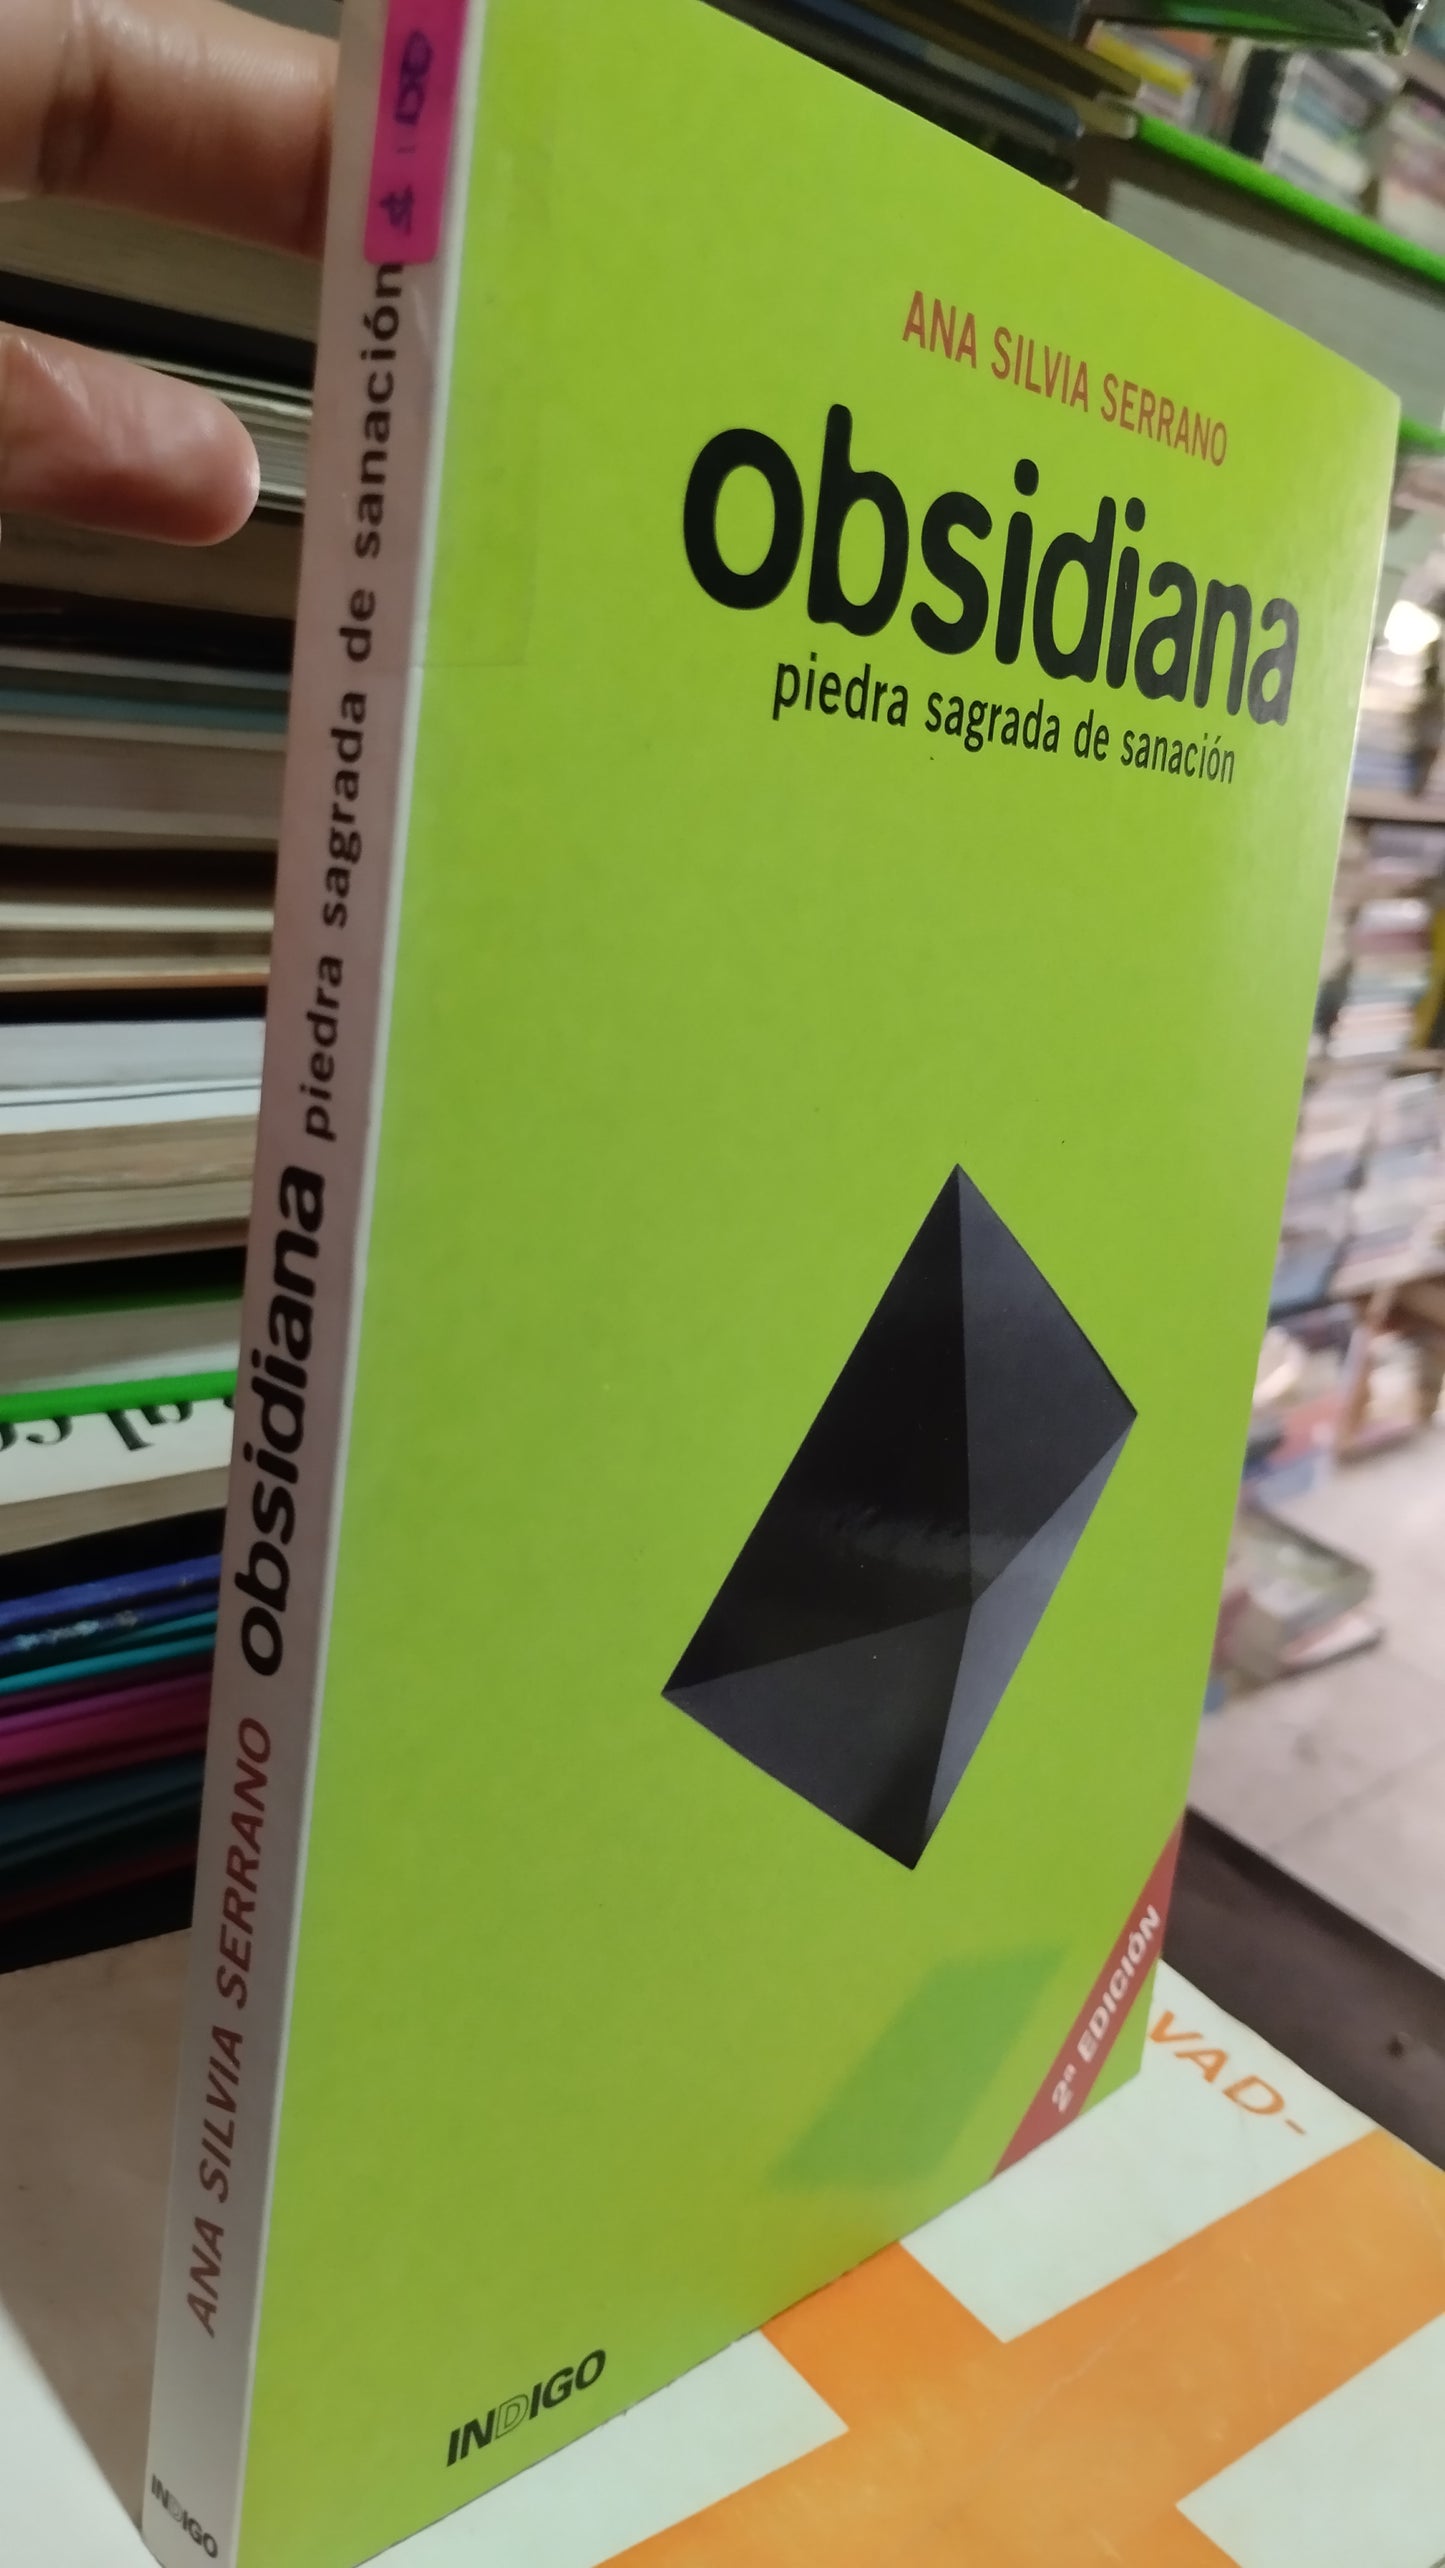 ANA SILVIA SERRANO
obsidiana
piedra sagrada de sanación
2ª EDICIÓN
INDIGO
ANA SILVIA SERRANO obsidiana piedra sagrada de sanación
INDIGO
VAD-